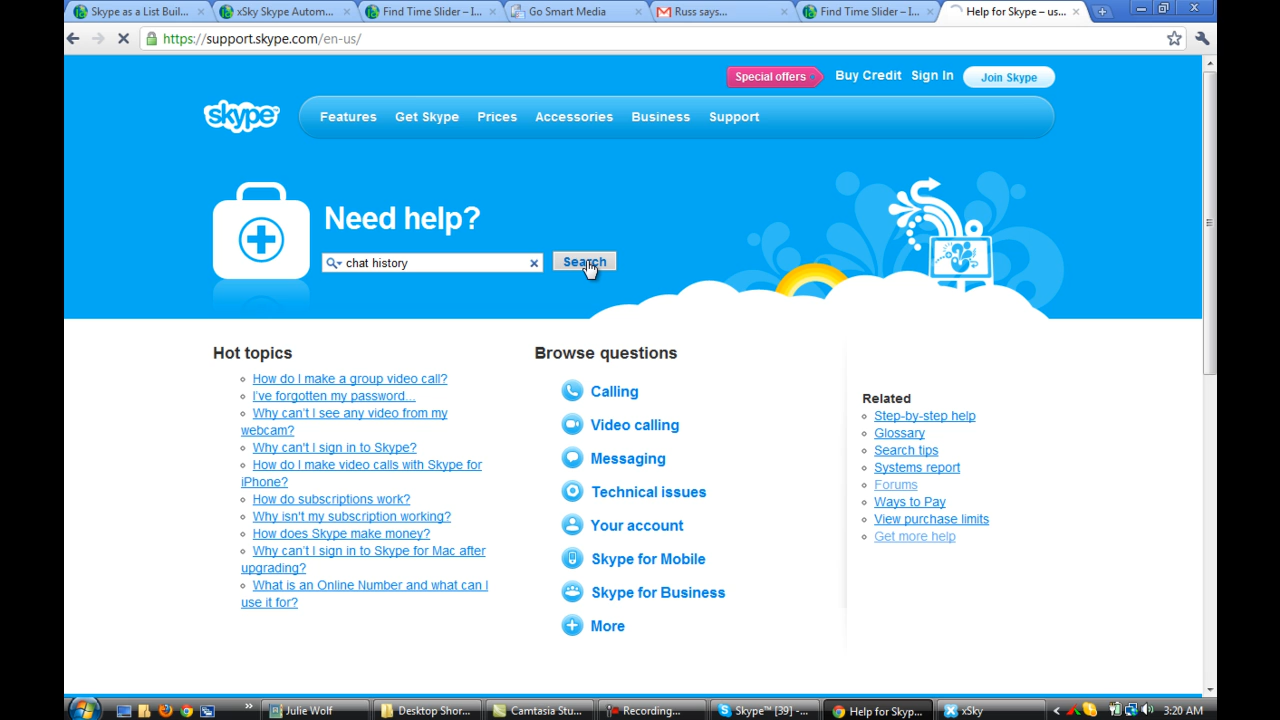 Skype as a List Buil...
xSky Skype Autom...
Find Time Slider – I...
Go Smart Media
Russ says...
Find Time Slider – I...
Help for Skype – us...
https://support.skype.com/en-us/
Special offers
Buy Credit
Sign In
Join Skype
skype
Features
Get Skype
Prices
Accessories
Business
Support
Need help?
chat history
Search
Hot topics
How do I make a group video call?
I've forgotten my password...
Why can't I see any video from my
webcam?
Why can't I sign in to Skype?
How do I make video calls with Skype for
iPhone?
How do subscriptions work?
Why isn't my subscription working?
How does Skype make money?
Why can't I sign in to Skype for Mac after
upgrading?
What is an Online Number and what can I
use it for?
Browse questions
Calling
Video calling
Messaging
Technical issues
Your account
Skype for Mobile
Skype for Business
More
Related
Step-by-step help
Glossary
Search tips
Systems report
Forums
Ways to Pay
View purchase limits
Get more help
Julie Wolf
Desktop Shor...
Camtasia Stu...
Recording...
Skype™ [39] -...
Help for Skyp...
xSky
3:20 AM